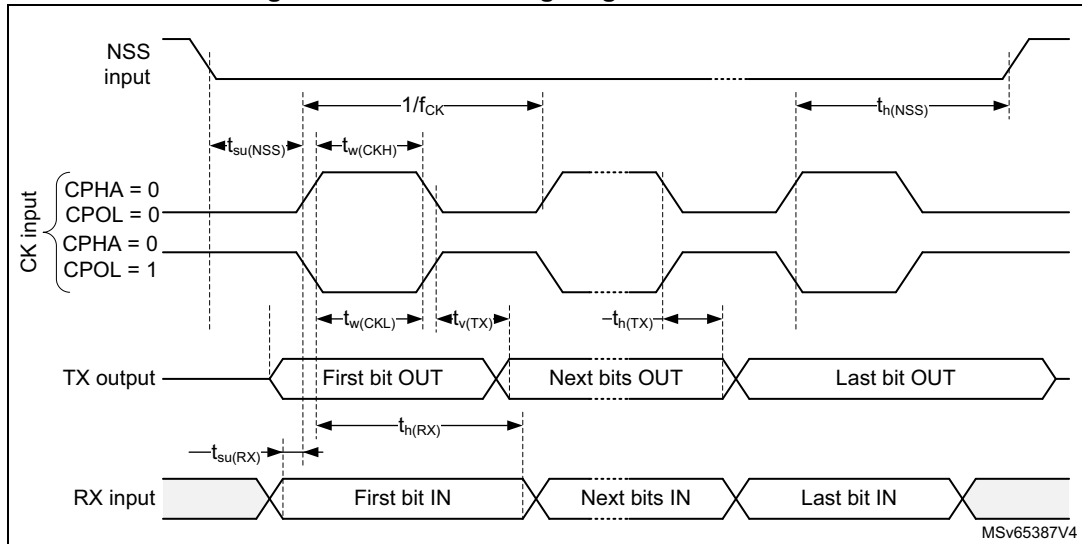 NSS
input
1/fCK
th(NSS)
tsu(NSS)
tw(CKH)
CK input
CPHA = 0
CPOL = 0
CPHA = 0
CPOL = 1
tw(CKL)
tv(TX)
th(TX)
TX output
First bit OUT
Next bits OUT
Last bit OUT
th(RX)
tsu(RX)
RX input
First bit IN
Next bits IN
Last bit IN
MSv65387V4